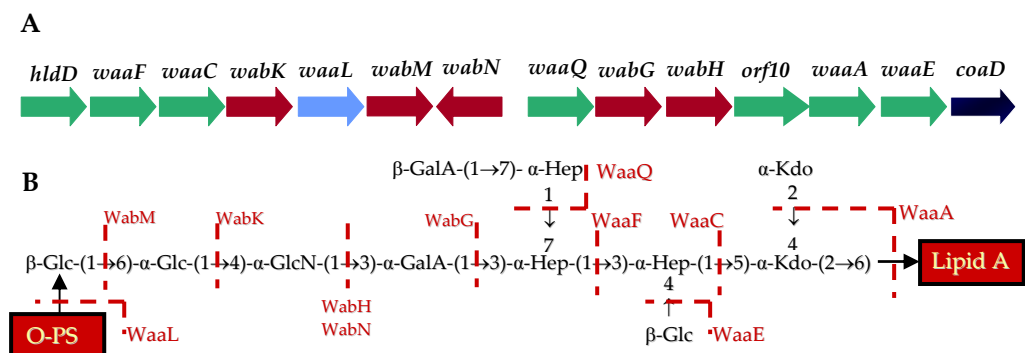 A
hldD waaF waaC wabK waaL wabM wabN waaQ wabG wabH orf10 waaA waaE coaD
B
β-GalA-(1→7)- α-Hep WaaQ α-Kdo
1 2
WabM WabK WabG WaaF WaaC WaaA
↓ ↓
7 4
β-Glc-(1→6)-α-Glc-(1→4)-α-GlcN-(1→3)-α-GalA-(1→3)-α-Hep-(1→3)-α-Hep-(1→5)-α-Kdo-(2→6) Lipid A
4
WabH
↑
WabN
O-PS WaaL β-Glc WaaE